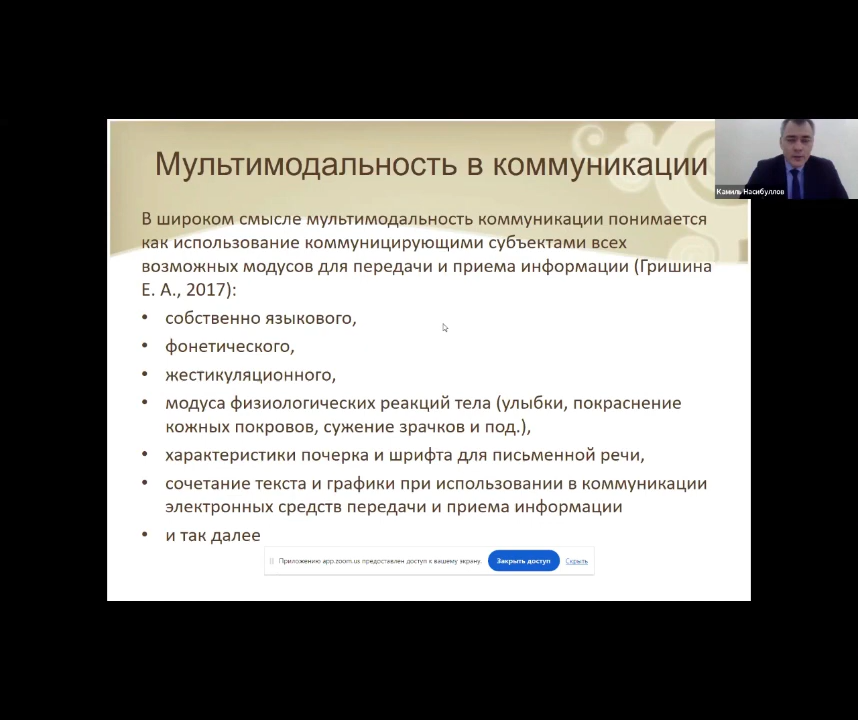 Мультимодальность в коммуникации
Камиль Насибуллов
В широком смысле мультимодальность коммуникации понимается
как использование коммуницирующими субъектами всех
возможных модусов для передачи и приема информации (Гришина
Е. А., 2017):
• собственно языкового,
• фонетического,
• жестикуляционного,
• модуса физиологических реакций тела (улыбки, покраснение
кожных покровов, сужение зрачков и под.),
• характеристики почерка и шрифта для письменной речи,
• сочетание текста и графики при использовании в коммуникации
электронных средств передачи и приема информации
• и так далее
Приложению app.zoom.us предоставлен доступ к вашему экрану. Закрыть доступ Скрыть